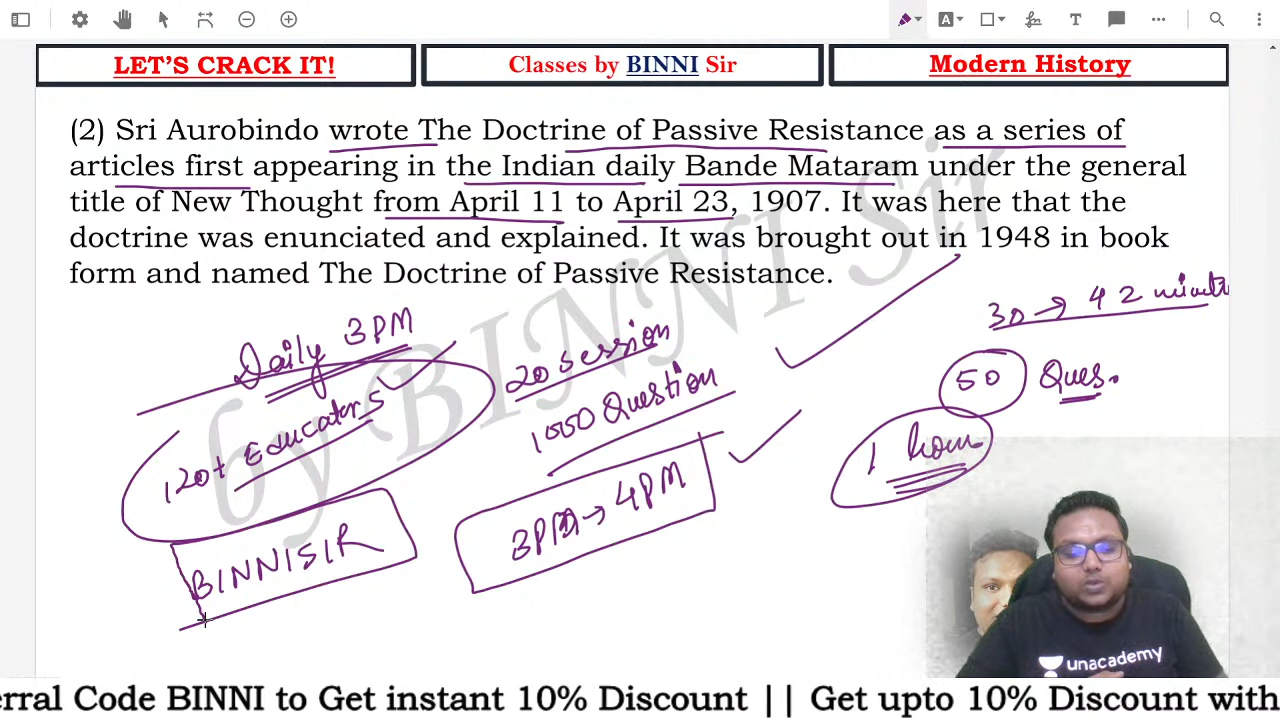 LET'S CRACK IT!
Classes by BINNI Sir
Modern History
(2) Sri Aurobindo wrote The Doctrine of Passive Resistance as a series of
articles first appearing in the Indian daily Bande Mataram under the general
title of New Thought from April 11 to April 23, 1907. It was here that the
doctrine was enunciated and explained. It was brought out in 1948 in book
form and named The Doctrine of Passive Resistance.
by BINNI Sir
30 → 42 minute
Daily 3PM
20 Session
50 Ques.
120+ Educators
1000 Question
1 hour
3PM → 4PM
BINNISIR
unacademy
erral Code BINNI to Get instant 10% Discount || Get upto 10% Discount with